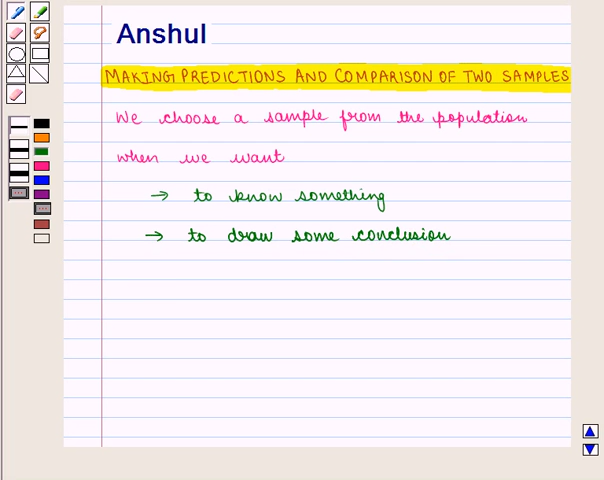 Anshul
MAKING PREDICTIONS AND COMPARISON OF TWO SAMPLES
We choose a sample from the population
when we want
→ to know something
→ to draw some conclusion